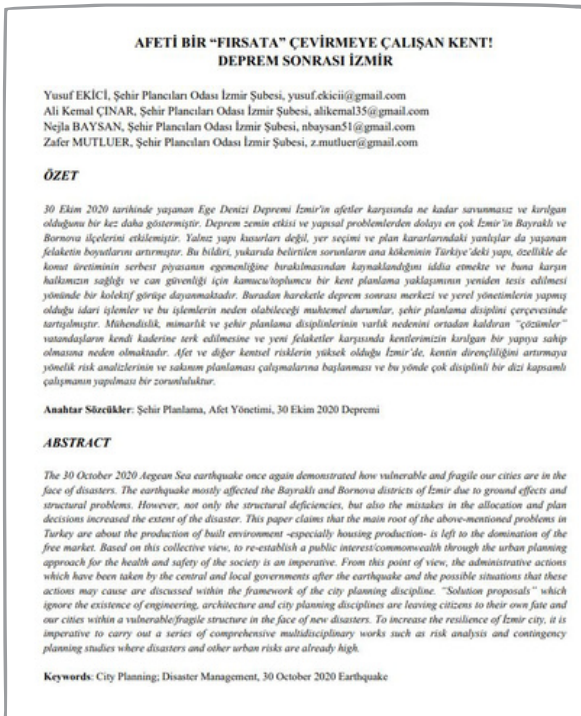 AFETİ BİR “FIRSATA” ÇEVİRMEYE ÇALIŞAN KENT!
DEPREM SONRASI İZMİR
Yusuf EKİCİ, Şehir Plancıları Odası İzmir Şubesi, yusuf.ekicii@gmail.com
Ali Kemal ÇINAR, Şehir Plancıları Odası İzmir Şubesi, alikemal35@gmail.com
Nejla BAYSAN, Şehir Plancıları Odası İzmir Şubesi, nbaysan51@gmail.com
Zafer MUTLUER, Şehir Plancıları Odası İzmir Şubesi, z.mutluer@gmail.com
ÖZET
30 Ekim 2020 tarihinde yaşanan Ege Denizi Depremi İzmir'in afetler karşısında ne kadar savunmasız ve kırılgan
olduğunu bir kez daha göstermiştir. Deprem zemin etkisi ve yapısal problemlerden dolayı en çok İzmir'in Bayraklı ve
Bornova ilçelerini etkilemiştir. Yalnız yapı kusurları değil, yer seçimi ve plan kararlarındaki yanlışlar da yaşanan
felaketin boyutlarını artırmıştır. Bu bildiri, yukarıda belirtilen sorunların ana kökeninin Türkiye'deki yapı, özellikle de
konut üretiminin serbest piyasanın egemenliğine bırakılmasından kaynaklandığını iddia etmekte ve buna karşın
halkımızın sağlığı ve can güvenliği için kamucu/toplumcu bir kent planlama yaklaşımının yeniden tesis edilmesi
yönünde bir kolektif görüşe dayanmaktadır. Buradan hareketle deprem sonrası merkezi ve yerel yönetimlerin yapmış
olduğu idari işlemler ve bu işlemlerin neden olabileceği muhtemel durumlar, şehir planlama disiplini çerçevesinde
tartışılmıştır. Mühendislik, mimarlık ve şehir planlama disiplinlerinin varlık nedenini ortadan kaldıran “çözümler”
vatandaşların kendi kaderine terk edilmesine ve yeni felaketler karşısında kentlerimizin kırılgan bir yapıya sahip
olmasına neden olmaktadır. Afet ve diğer kentsel risklerin yüksek olduğu İzmir'de, kentin dirençliliğini artırmaya
yönelik risk analizlerinin ve sakınım planlaması çalışmalarına başlanması ve bu yönde çok disiplinli bir dizi kapsamlı
çalışmanın yapılması bir zorunluluktur.
Anahtar Sözcükler: Şehir Planlama, Afet Yönetimi, 30 Ekim 2020 Depremi
ABSTRACT
The 30 October 2020 Aegean Sea earthquake once again demonstrated how vulnerable and fragile our cities are in the
face of disasters. The earthquake mostly affected the Bayraklı and Bornova districts of İzmir due to ground effects and
structural problems. However, not only the structural deficiencies, but also the mistakes in the allocation and plan
decisions increased the extent of the disaster. This paper claims that the main root of the above-mentioned problems in
Turkey are about the production of built environment -especially housing production- is left to the domination of the
free market. Based on this collective view, to re-establish a public interest/commonwealth through the urban planning
approach for the health and safety of the society is an imperative. From this point of view, the administrative actions
which have been taken by the central and local governments after the earthquake and the possible situations that these
actions may cause are discussed within the framework of the city planning discipline. “Solution proposals” which
ignore the existence of engineering, architecture and city planning disciplines are leaving citizens to their own fate and
our cities within a vulnerable/fragile structure in the face of new disasters. To increase the resilience of İzmir city, it is
imperative to carry out a series of comprehensive multidisciplinary works such as risk analysis and contingency
planning studies where disasters and other urban risks are already high.
Keywords: City Planning; Disaster Management, 30 October 2020 Earthquake